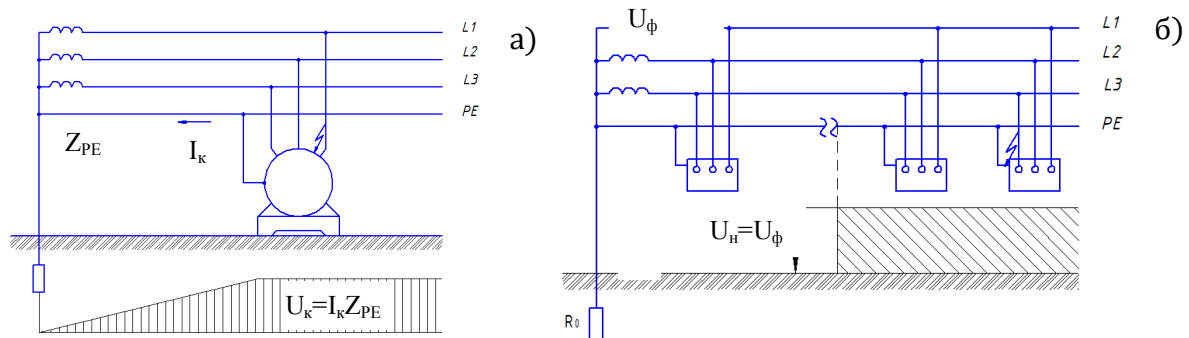 L1
L2
L3
PE
Z_PE
I_к
U_к=I_кZ_PE
а)
U_ф
L1
L2
L3
PE
U_н=U_ф
R₀
б)